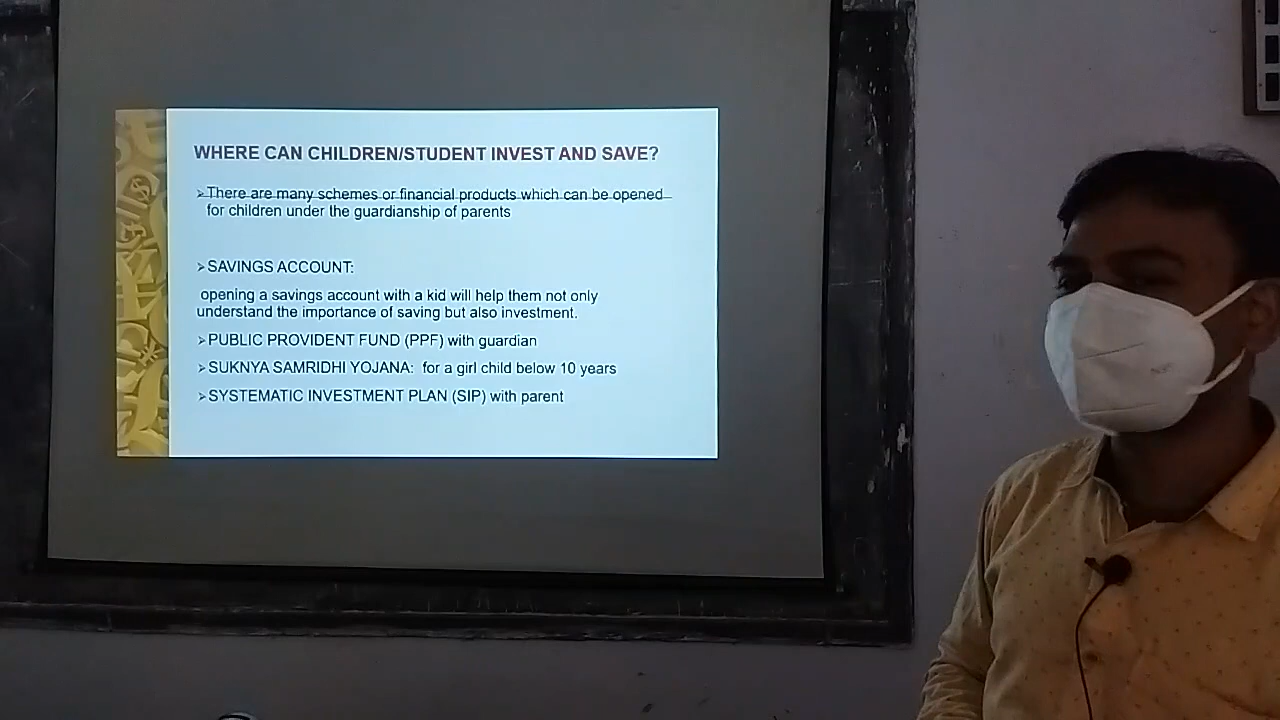 WHERE CAN CHILDREN/STUDENT INVEST AND SAVE?
➢There are many schemes or financial products which can be opened
for children under the guardianship of parents
➢SAVINGS ACCOUNT:
opening a savings account with a kid will help them not only
understand the importance of saving but also investment.
➢PUBLIC PROVIDENT FUND (PPF) with guardian
➢SUKNYA SAMRIDHI YOJANA: for a girl child below 10 years
➢SYSTEMATIC INVESTMENT PLAN (SIP) with parent